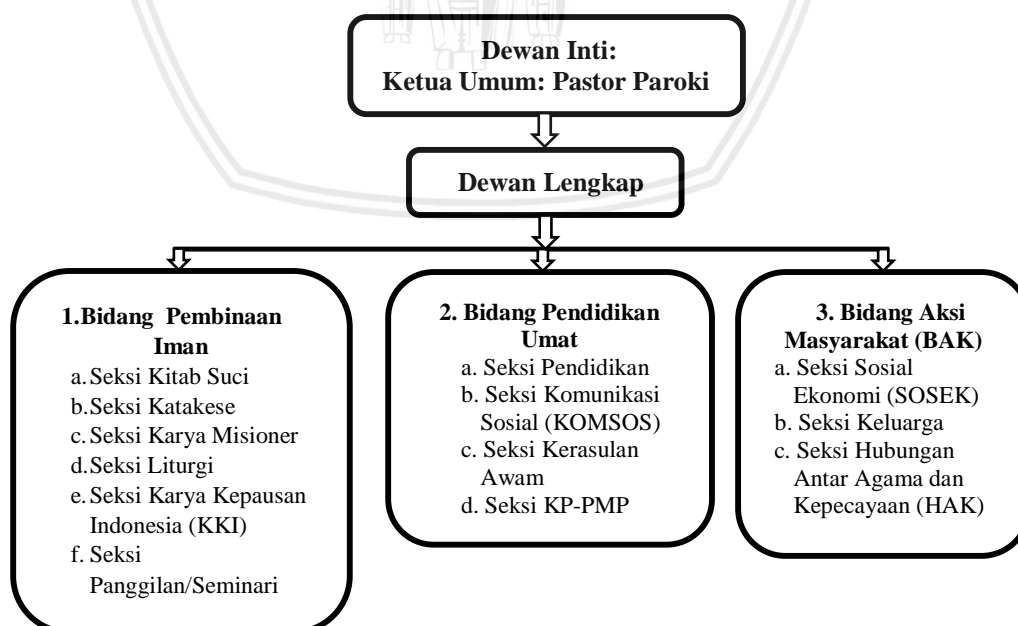 Dewan Inti:
Ketua Umum: Pastor Paroki
Dewan Lengkap
1.Bidang Pembinaan
Iman
a. Seksi Kitab Suci
b. Seksi Katakese
c. Seksi Karya Misioner
d. Seksi Liturgi
e. Seksi Karya Kepausan
Indonesia (KKI)
f. Seksi
Panggilan/Seminari
2. Bidang Pendidikan
Umat
a. Seksi Pendidikan
b. Seksi Komunikasi
Sosial (KOMSOS)
c. Seksi Kerasulan
Awam
d. Seksi KP-PMP
3. Bidang Aksi
Masyarakat (BAK)
a. Seksi Sosial
Ekonomi (SOSEK)
b. Seksi Keluarga
c. Seksi Hubungan
Antar Agama dan
Kepecayaan (HAK)